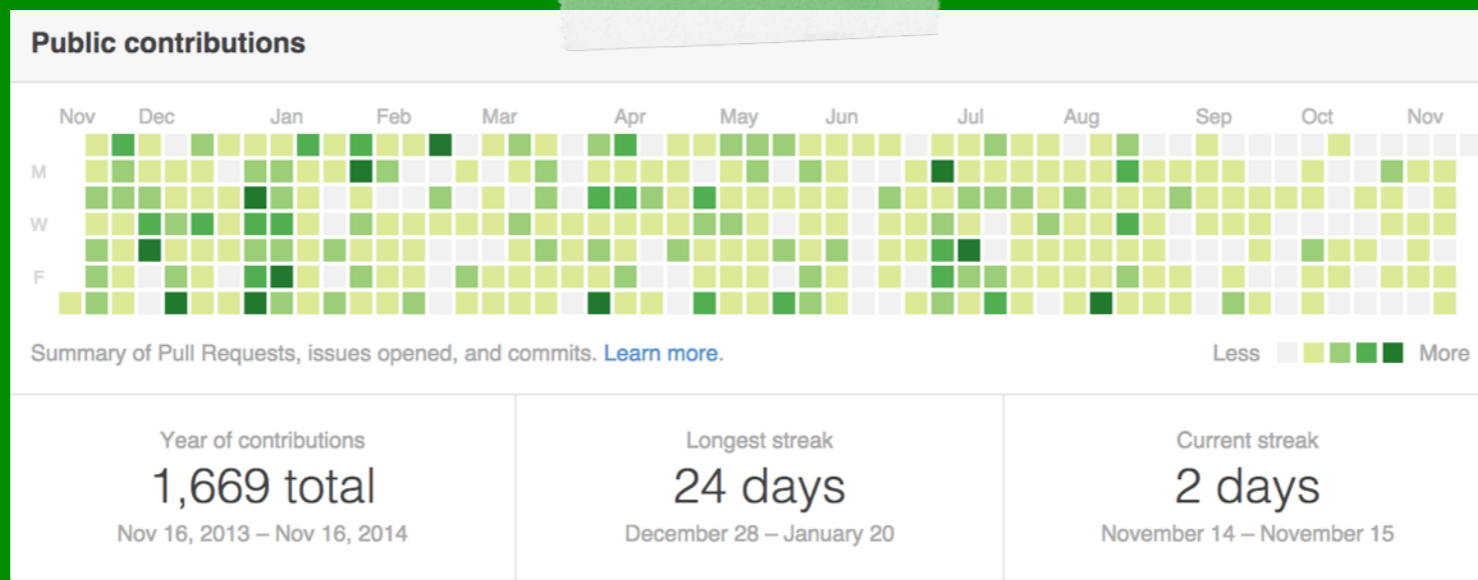 Public contributions
Nov Dec Jan Feb Mar Apr May Jun Jul Aug Sep Oct Nov
M
W
F
Summary of Pull Requests, issues opened, and commits. Learn more.
Less More
Year of contributions
1,669 total
Nov 16, 2013 – Nov 16, 2014
Longest streak
24 days
December 28 – January 20
Current streak
2 days
November 14 – November 15